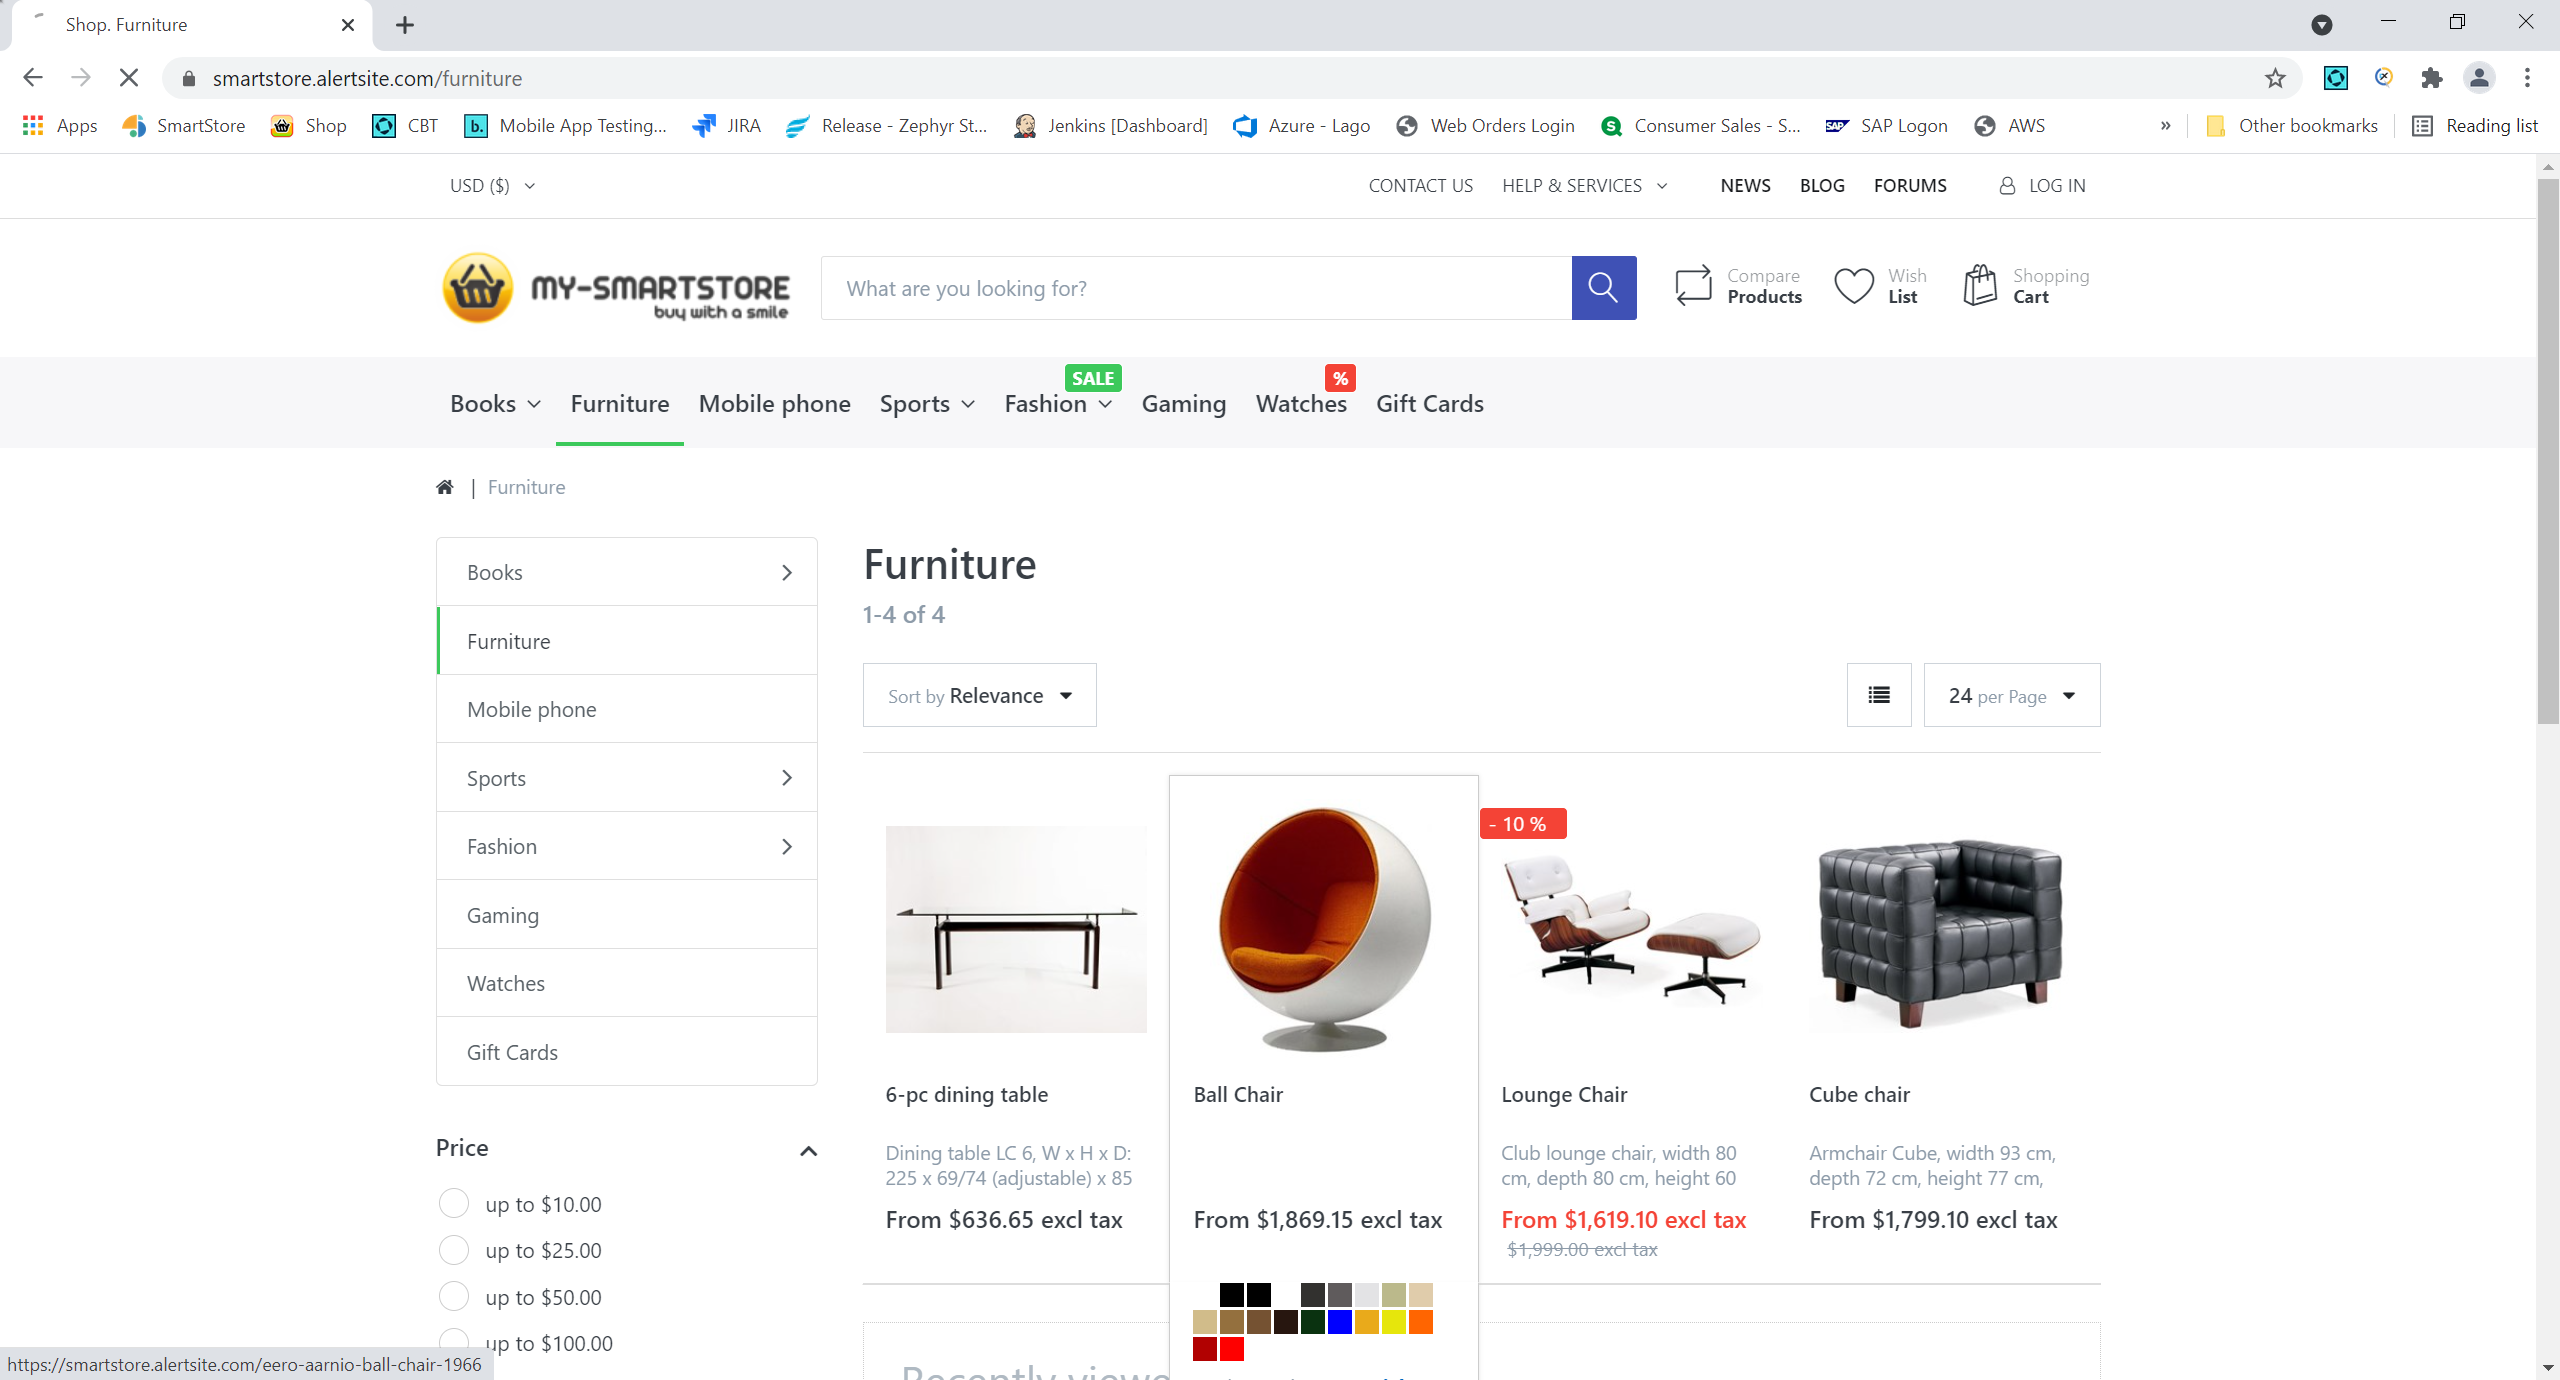 Shop. Furniture
smartstore.alertsite.com/furniture
Apps SmartStore Shop CBT b. Mobile App Testing... JIRA Release - Zephyr St... Jenkins [Dashboard] Azure - Lago Web Orders Login Consumer Sales - S... SAP SAP Logon AWS » Other bookmarks Reading list
USD ($) CONTACT US HELP & SERVICES NEWS BLOG FORUMS LOG IN
MY-SMARTSTORE
buy with a smile
What are you looking for?
Compare
Products
Wish
List
Shopping
Cart
SALE %
Books Furniture Mobile phone Sports Fashion Gaming Watches Gift Cards
| Furniture
Books
Furniture
Mobile phone
Sports
Fashion
Gaming
Watches
Gift Cards
Price
up to $10.00
up to $25.00
up to $50.00
up to $100.00
Furniture
1-4 of 4
Sort by Relevance
24 per Page
6-pc dining table
Dining table LC 6, W x H x D:
225 x 69/74 (adjustable) x 85
From $636.65 excl tax
Ball Chair
From $1,869.15 excl tax
- 10 %
Lounge Chair
Club lounge chair, width 80
cm, depth 80 cm, height 60
From $1,619.10 excl tax
$1,999.00 excl tax
Cube chair
Armchair Cube, width 93 cm,
depth 72 cm, height 77 cm,
From $1,799.10 excl tax
Recently viewe
https://smartstore.alertsite.com/eero-aarnio-ball-chair-1966